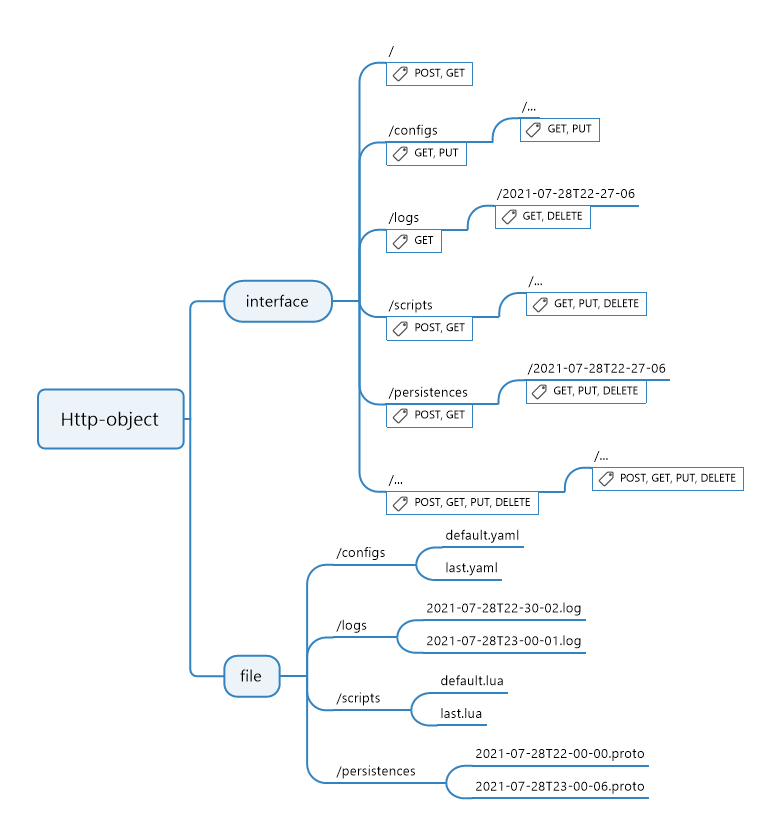 Http-object
interface
/
POST, GET
/configs
GET, PUT
/...
GET, PUT
/logs
GET
/2021-07-28T22-27-06
GET, DELETE
/scripts
POST, GET
/...
GET, PUT, DELETE
/persistences
POST, GET
/2021-07-28T22-27-06
GET, PUT, DELETE
/...
POST, GET, PUT, DELETE
/...
POST, GET, PUT, DELETE
file
/configs
default.yaml
last.yaml
/logs
2021-07-28T22-30-02.log
2021-07-28T23-00-01.log
/scripts
default.lua
last.lua
/persistences
2021-07-28T22-00-00.proto
2021-07-28T23-00-06.proto